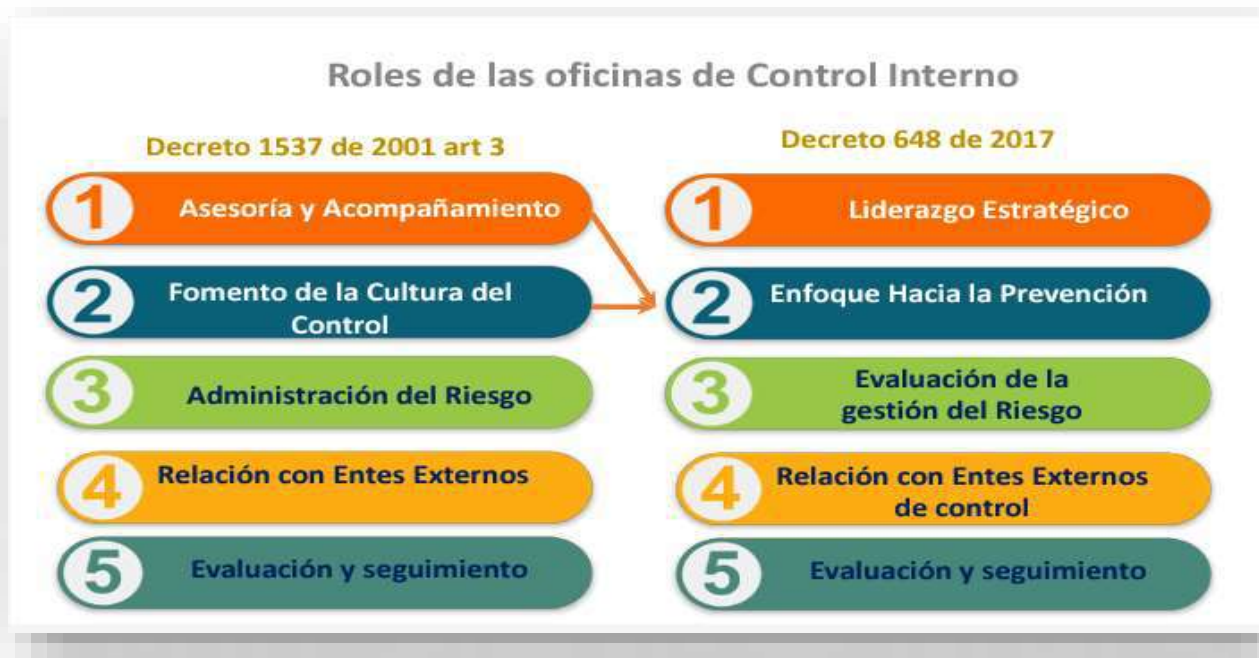 Roles de las oficinas de Control Interno
Decreto 1537 de 2001 art 3
1 Asesoría y Acompañamiento
2 Fomento de la Cultura del
Control
3 Administración del Riesgo
4 Relación con Entes Externos
5 Evaluación y seguimiento
Decreto 648 de 2017
1 Liderazgo Estratégico
2 Enfoque Hacia la Prevención
3 Evaluación de la
gestión del Riesgo
4 Relación con Entes Externos
de control
5 Evaluación y seguimiento